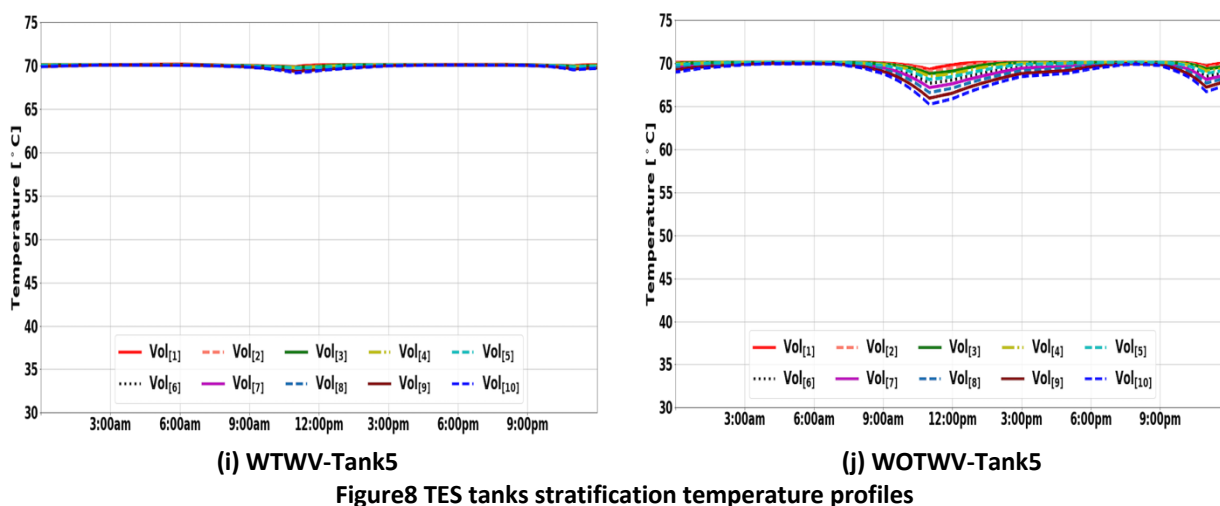 75
70
65
60
55
50
45
40
35
30
Temperature [ °C]
Vol[1] Vol[2] Vol[3] Vol[4] Vol[5]
Vol[6] Vol[7] Vol[8] Vol[9] Vol[10]
3:00am 6:00am 9:00am 12:00pm 3:00pm 6:00pm 9:00pm
(i) WTWV-Tank5
75
70
65
60
55
50
45
40
35
30
Temperature [ °C]
Vol[1] Vol[2] Vol[3] Vol[4] Vol[5]
Vol[6] Vol[7] Vol[8] Vol[9] Vol[10]
3:00am 6:00am 9:00am 12:00pm 3:00pm 6:00pm 9:00pm
(j) WOTWV-Tank5
Figure8 TES tanks stratification temperature profiles